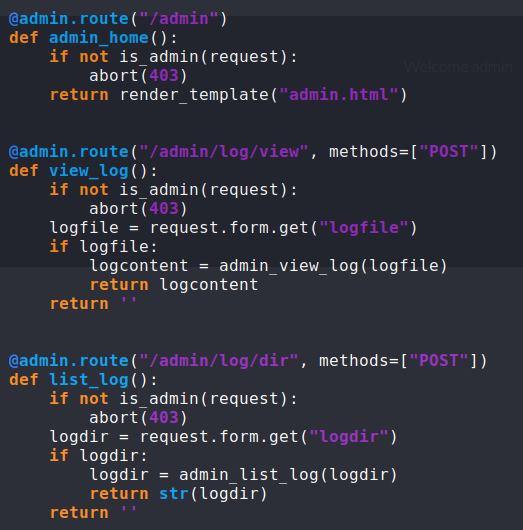 @admin.route("/admin")
def admin_home():
    if not is_admin(request):
        abort(403)
Welcome admin
    return render_template("admin.html")
@admin.route("/admin/log/view", methods=["POST"])
def view_log():
    if not is_admin(request):
        abort(403)
    logfile = request.form.get("logfile")
    if logfile:
        logcontent = admin_view_log(logfile)
        return logcontent
    return ''
@admin.route("/admin/log/dir", methods=["POST"])
def list_log():
    if not is_admin(request):
        abort(403)
    logdir = request.form.get("logdir")
    if logdir:
        logdir = admin_list_log(logdir)
        return str(logdir)
    return ''